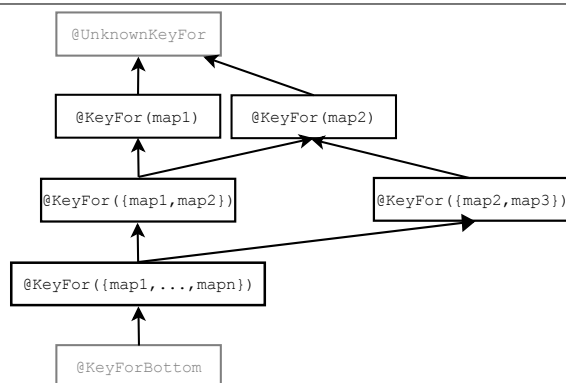 @UnknownKeyFor
@KeyFor(map1)
@KeyFor(map2)
@KeyFor({map1,map2})
@KeyFor({map2,map3})
@KeyFor({map1,...,mapn})
@KeyForBottom